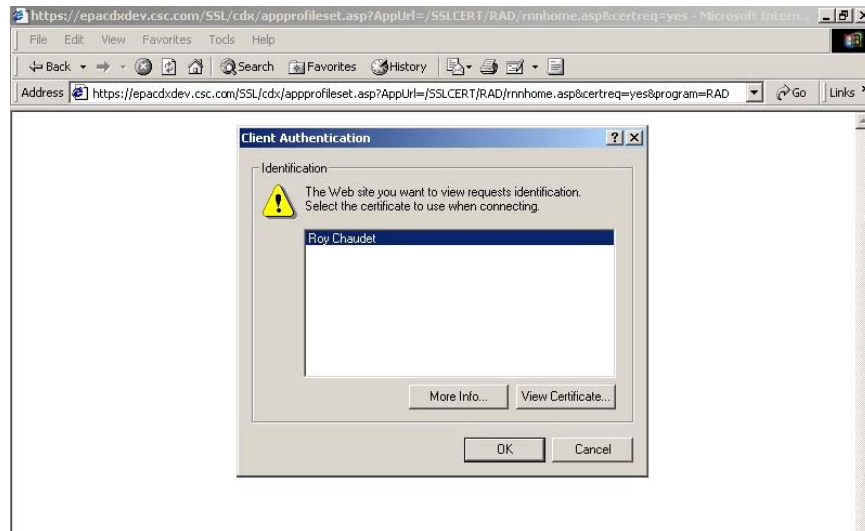 https://epacdxdev.csc.com/SSL/cdx/appprofileset.asp?AppUrl=/SSLCERT/RAD/rnnhome.asp&certreq=yes - Microsoft Intern...
File Edit View Favorites Tools Help
Back Search Favorites History
Address https://epacdxdev.csc.com/SSL/cdx/appprofileset.asp?AppUrl=/SSLCERT/RAD/rnnhome.asp&certreq=yes&program=RAD Go Links
Client Authentication
Identification
The Web site you want to view requests identification.
Select the certificate to use when connecting.
Roy Chaudet
More Info... View Certificate...
OK Cancel